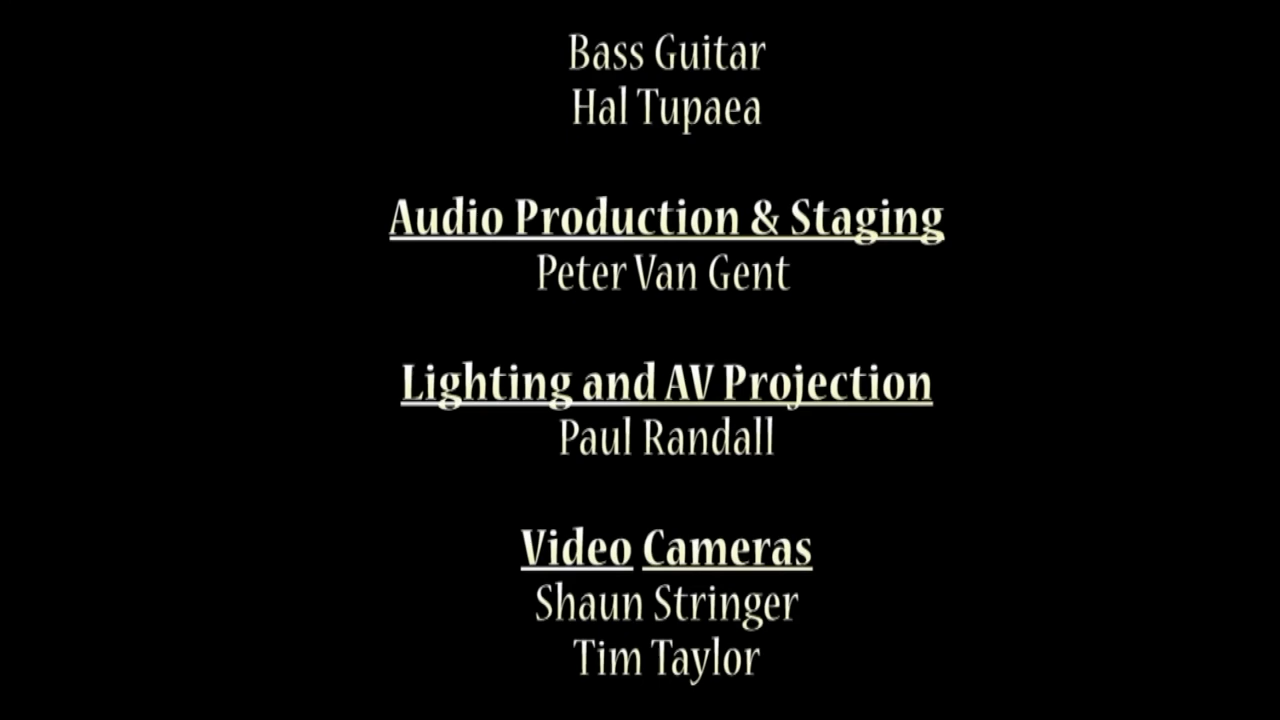 Bass Guitar
Hal Tupaea
Audio Production & Staging
Peter Van Gent
Lighting and AV Projection
Paul Randall
Video Cameras
Shaun Stringer
Tim Taylor